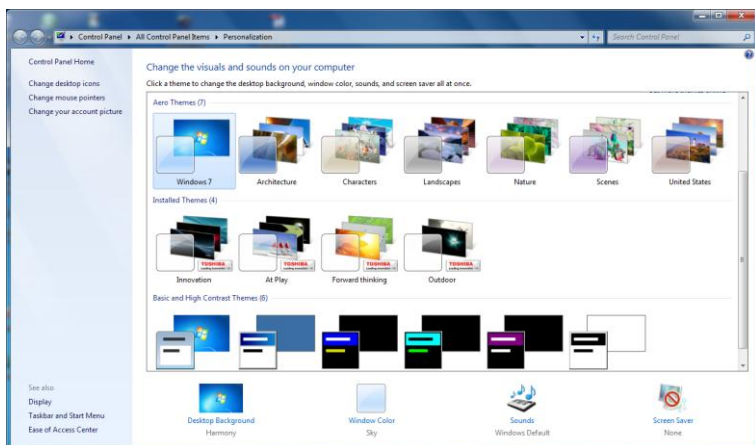 Control Panel ▸ All Control Panel Items ▸ Personalization
Search Control Panel
Control Panel Home
Change desktop icons
Change mouse pointers
Change your account picture
Change the visuals and sounds on your computer
Click a theme to change the desktop background, window color, sounds, and screen saver all at once.
Aero Themes (7)
Windows 7
Architecture
Characters
Landscapes
Nature
Scenes
United States
Installed Themes (4)
TOSHIBA
TOSHIBA
TOSHIBA
TOSHIBA
Innovation
At Play
Forward thinking
Outdoor
Basic and High Contrast Themes (6)
See also
Display
Taskbar and Start Menu
Ease of Access Center
Desktop Background
Harmony
Window Color
Sky
Sounds
Windows Default
Screen Saver
None